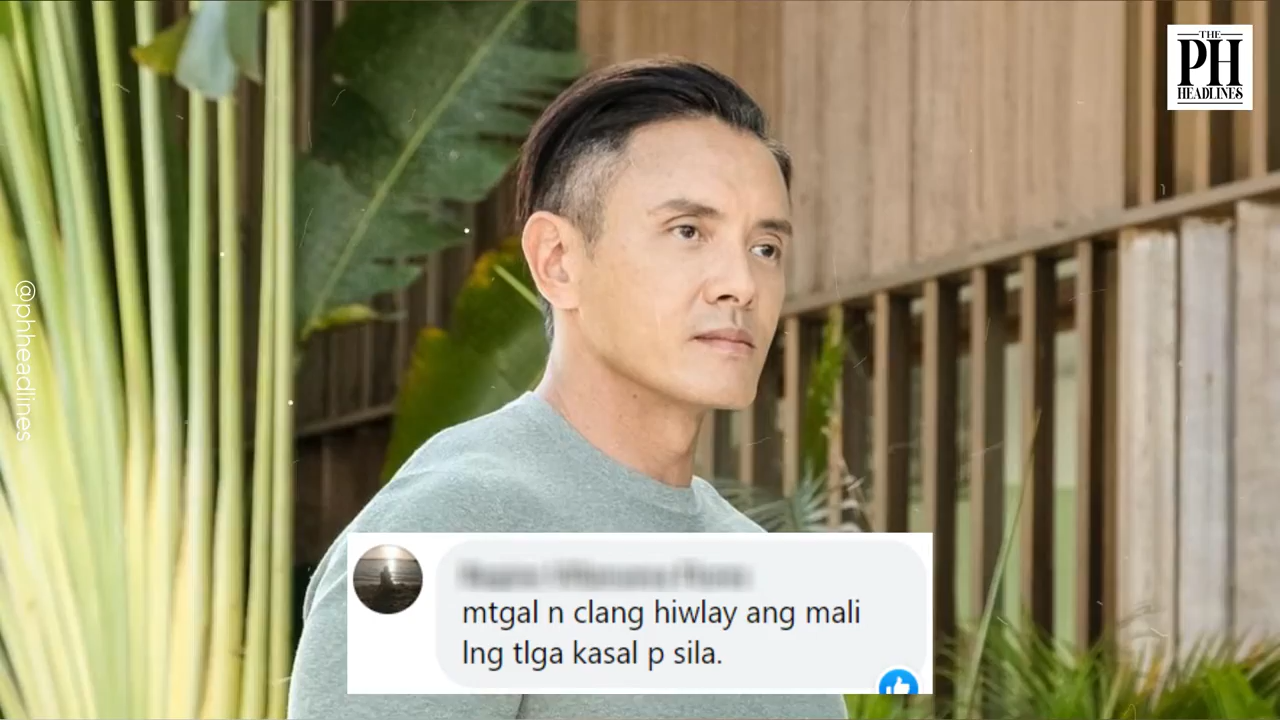 THE
PH
HEADLINES
@phheadlines
mtgal n clang hiwlay ang mali
lng tlga kasal p sila.